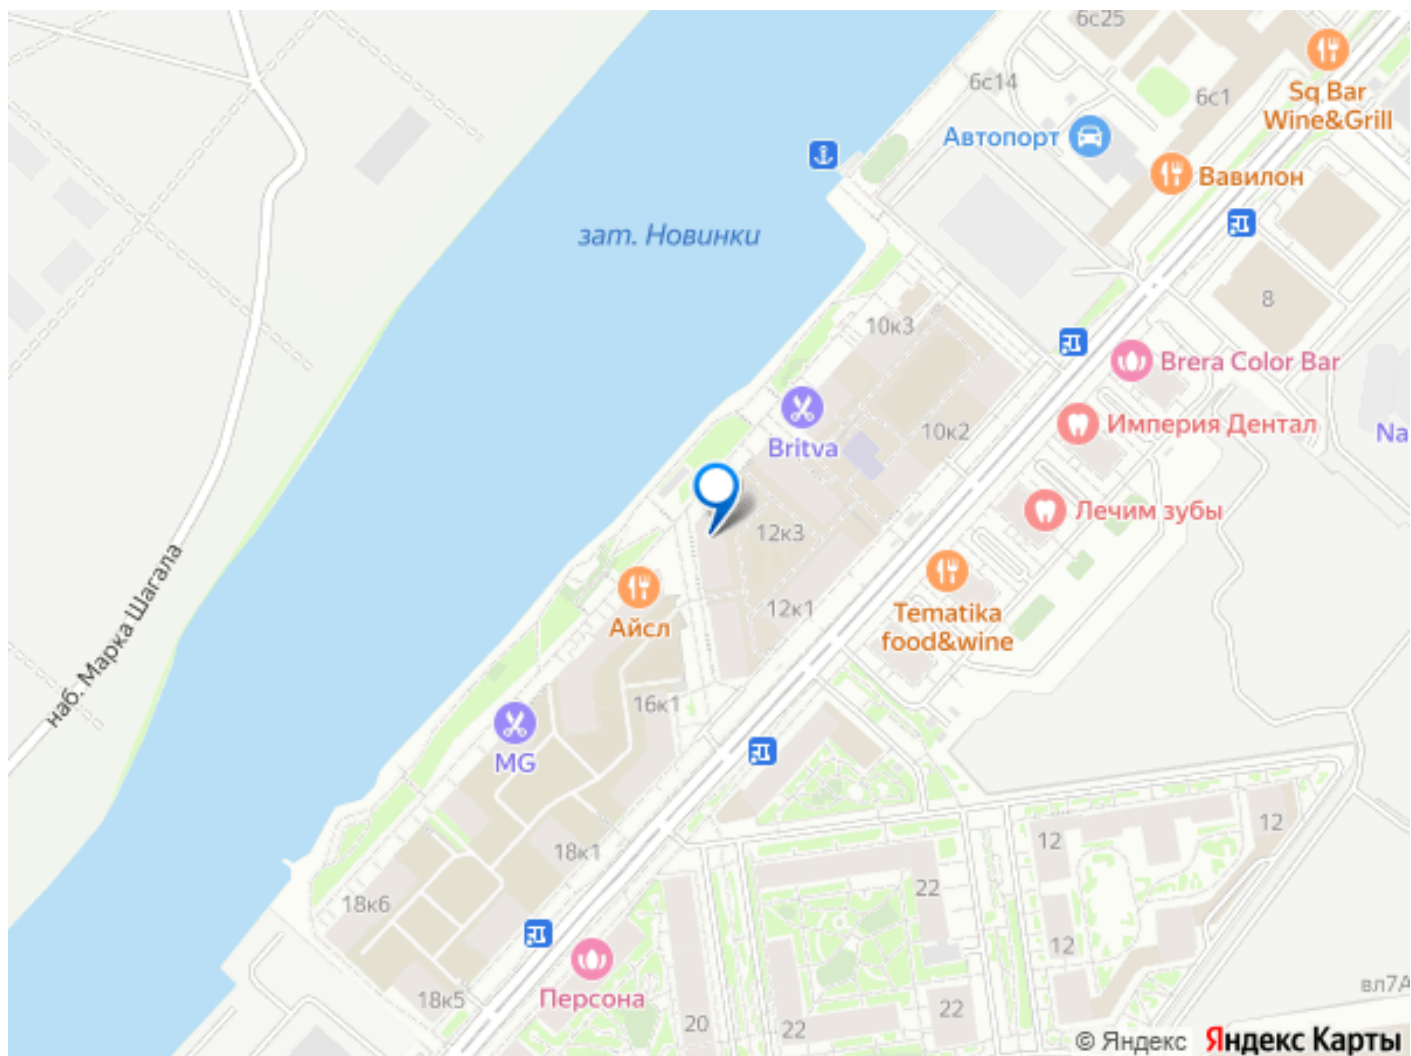 6с25
Sq Bar
Wine&Grill
6с14
6с1
Автопорт
Вавилон
зат. Новинки
8
10к3
Brera Color Bar
Империя Дентал
10к2
Na
Britva
Лечим зубы
12к3
12к1
Tematika
food&wine
Айсл
наб. Марка Шагала
16к1
MG
12
12
18к1
22
18к6
12
Персона
18к5
вл7А
22
20
22
© Яндекс Яндекс Карты